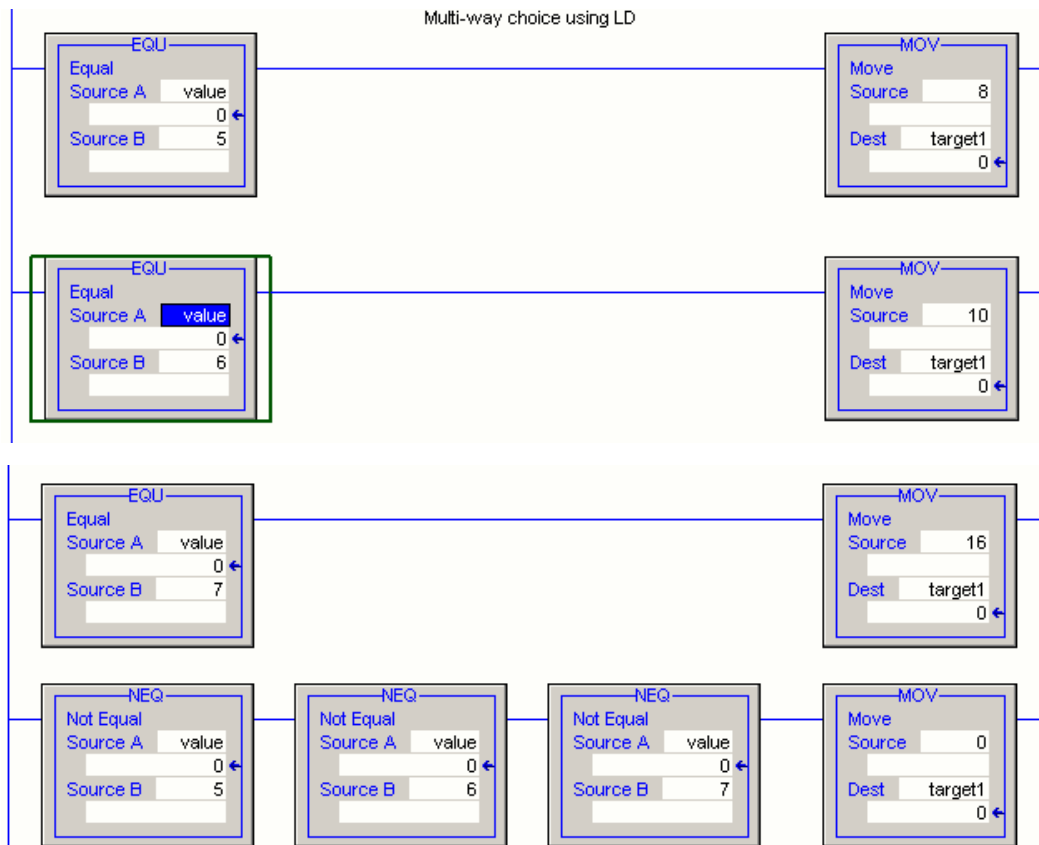 Multi-way choice using LD
EQU
Equal
Source A value
0
Source B 5
MOV
Move
Source 8
Dest target1
0
EQU
Equal
Source A value
0
Source B 6
MOV
Move
Source 10
Dest target1
0
EQU
Equal
Source A value
0
Source B 7
MOV
Move
Source 16
Dest target1
0
NEQ
Not Equal
Source A value
0
Source B 5
NEQ
Not Equal
Source A value
0
Source B 6
NEQ
Not Equal
Source A value
0
Source B 7
MOV
Move
Source 0
Dest target1
0